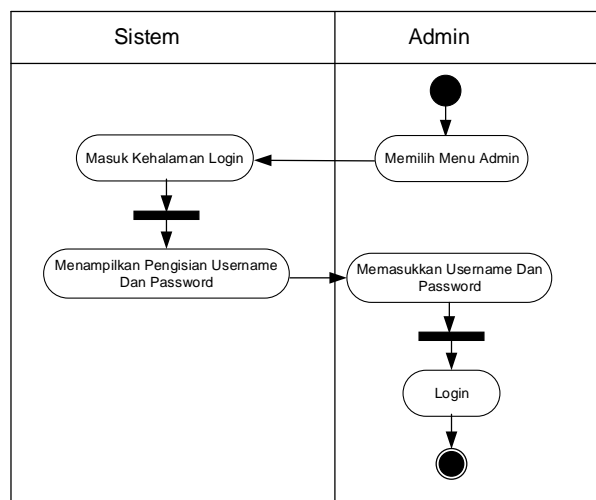 Sistem
Admin
Masuk Kehalaman Login
Memilih Menu Admin
Menampilkan Pengisian Username
Dan Password
Memasukkan Username Dan
Password
Login